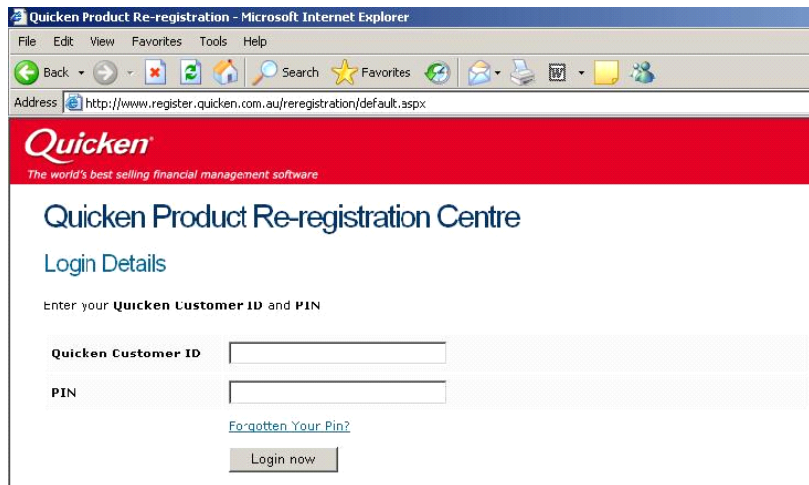 Quicken Product Re-registration - Microsoft Internet Explorer
File Edit View Favorites Tools Help
Back Search Favorites
Address http://www.register.quicken.com.au/reregistration/default.aspx
Quicken
The world's best selling financial management software
Quicken Product Re-registration Centre
Login Details
Enter your Quicken Customer ID and PIN
Quicken Customer ID
PIN
Forgotten Your Pin?
Login now